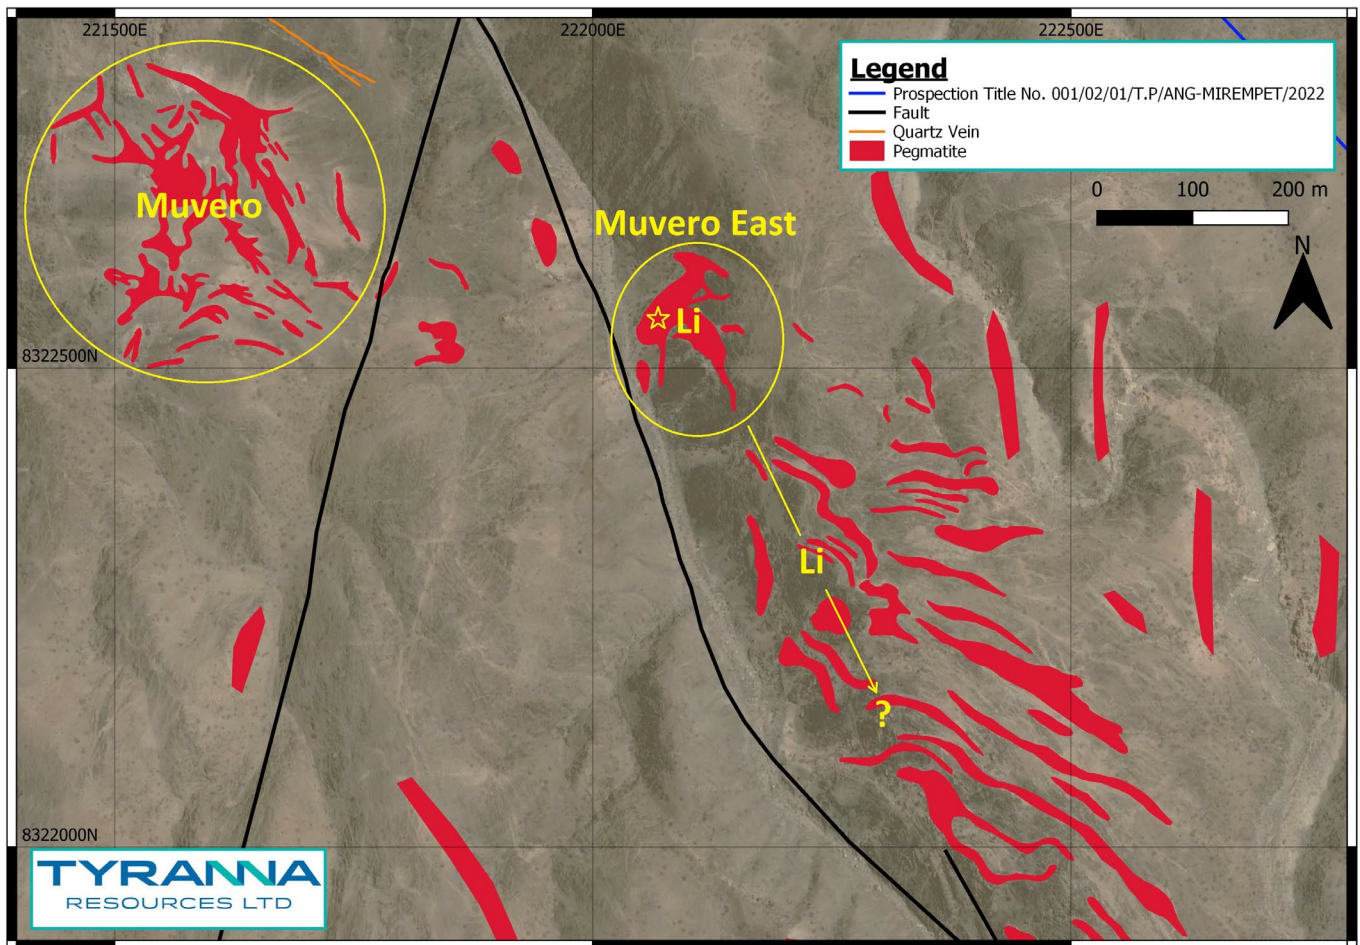 221500E
222000E
222500E
Legend
Prospection Title No. 001/02/01/T.P/ANG-MIREMPET/2022
Fault
Quartz Vein
Pegmatite
0 100 200 m
N
Muvero
Muvero East
Li
8322500N
Li
?
8322000N
TYRANNA
RESOURCES LTD